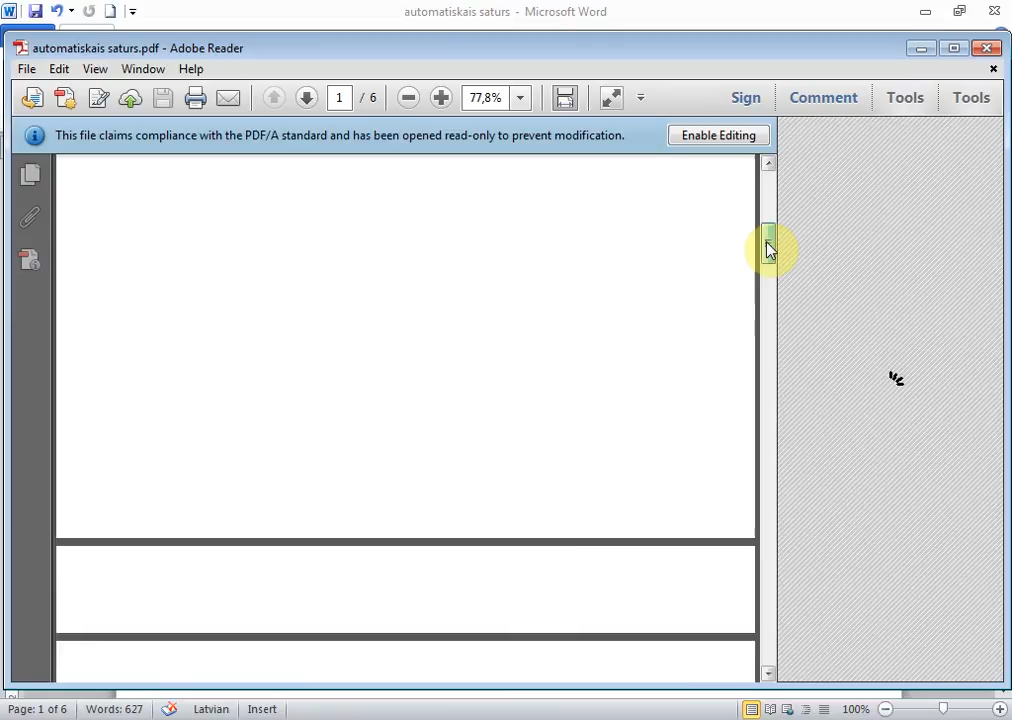 automatiskais saturs - Microsoft Word
automatiskais saturs.pdf - Adobe Reader
File Edit View Window Help
1 / 6 77,8% Sign Comment Tools Tools
This file claims compliance with the PDF/A standard and has been opened read-only to prevent modification. Enable Editing
Page: 1 of 6 Words: 627 Latvian Insert 100%